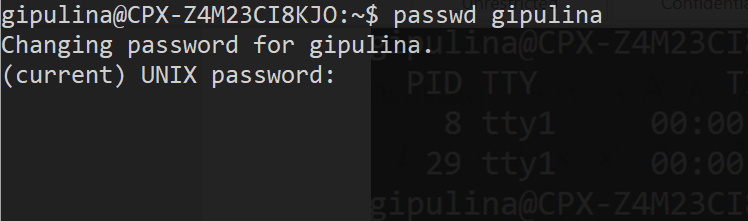 Confidential
gipulina@CPX-Z4M23CI8KJO:~$ passwd gipulina
Changing password for gipulina.
(current) UNIX password:
gipulina@CPX-Z4M23CI
PID TTY T
8 tty1 00:00
29 tty1 00:00
gipulina@CPX-Z4M23CI